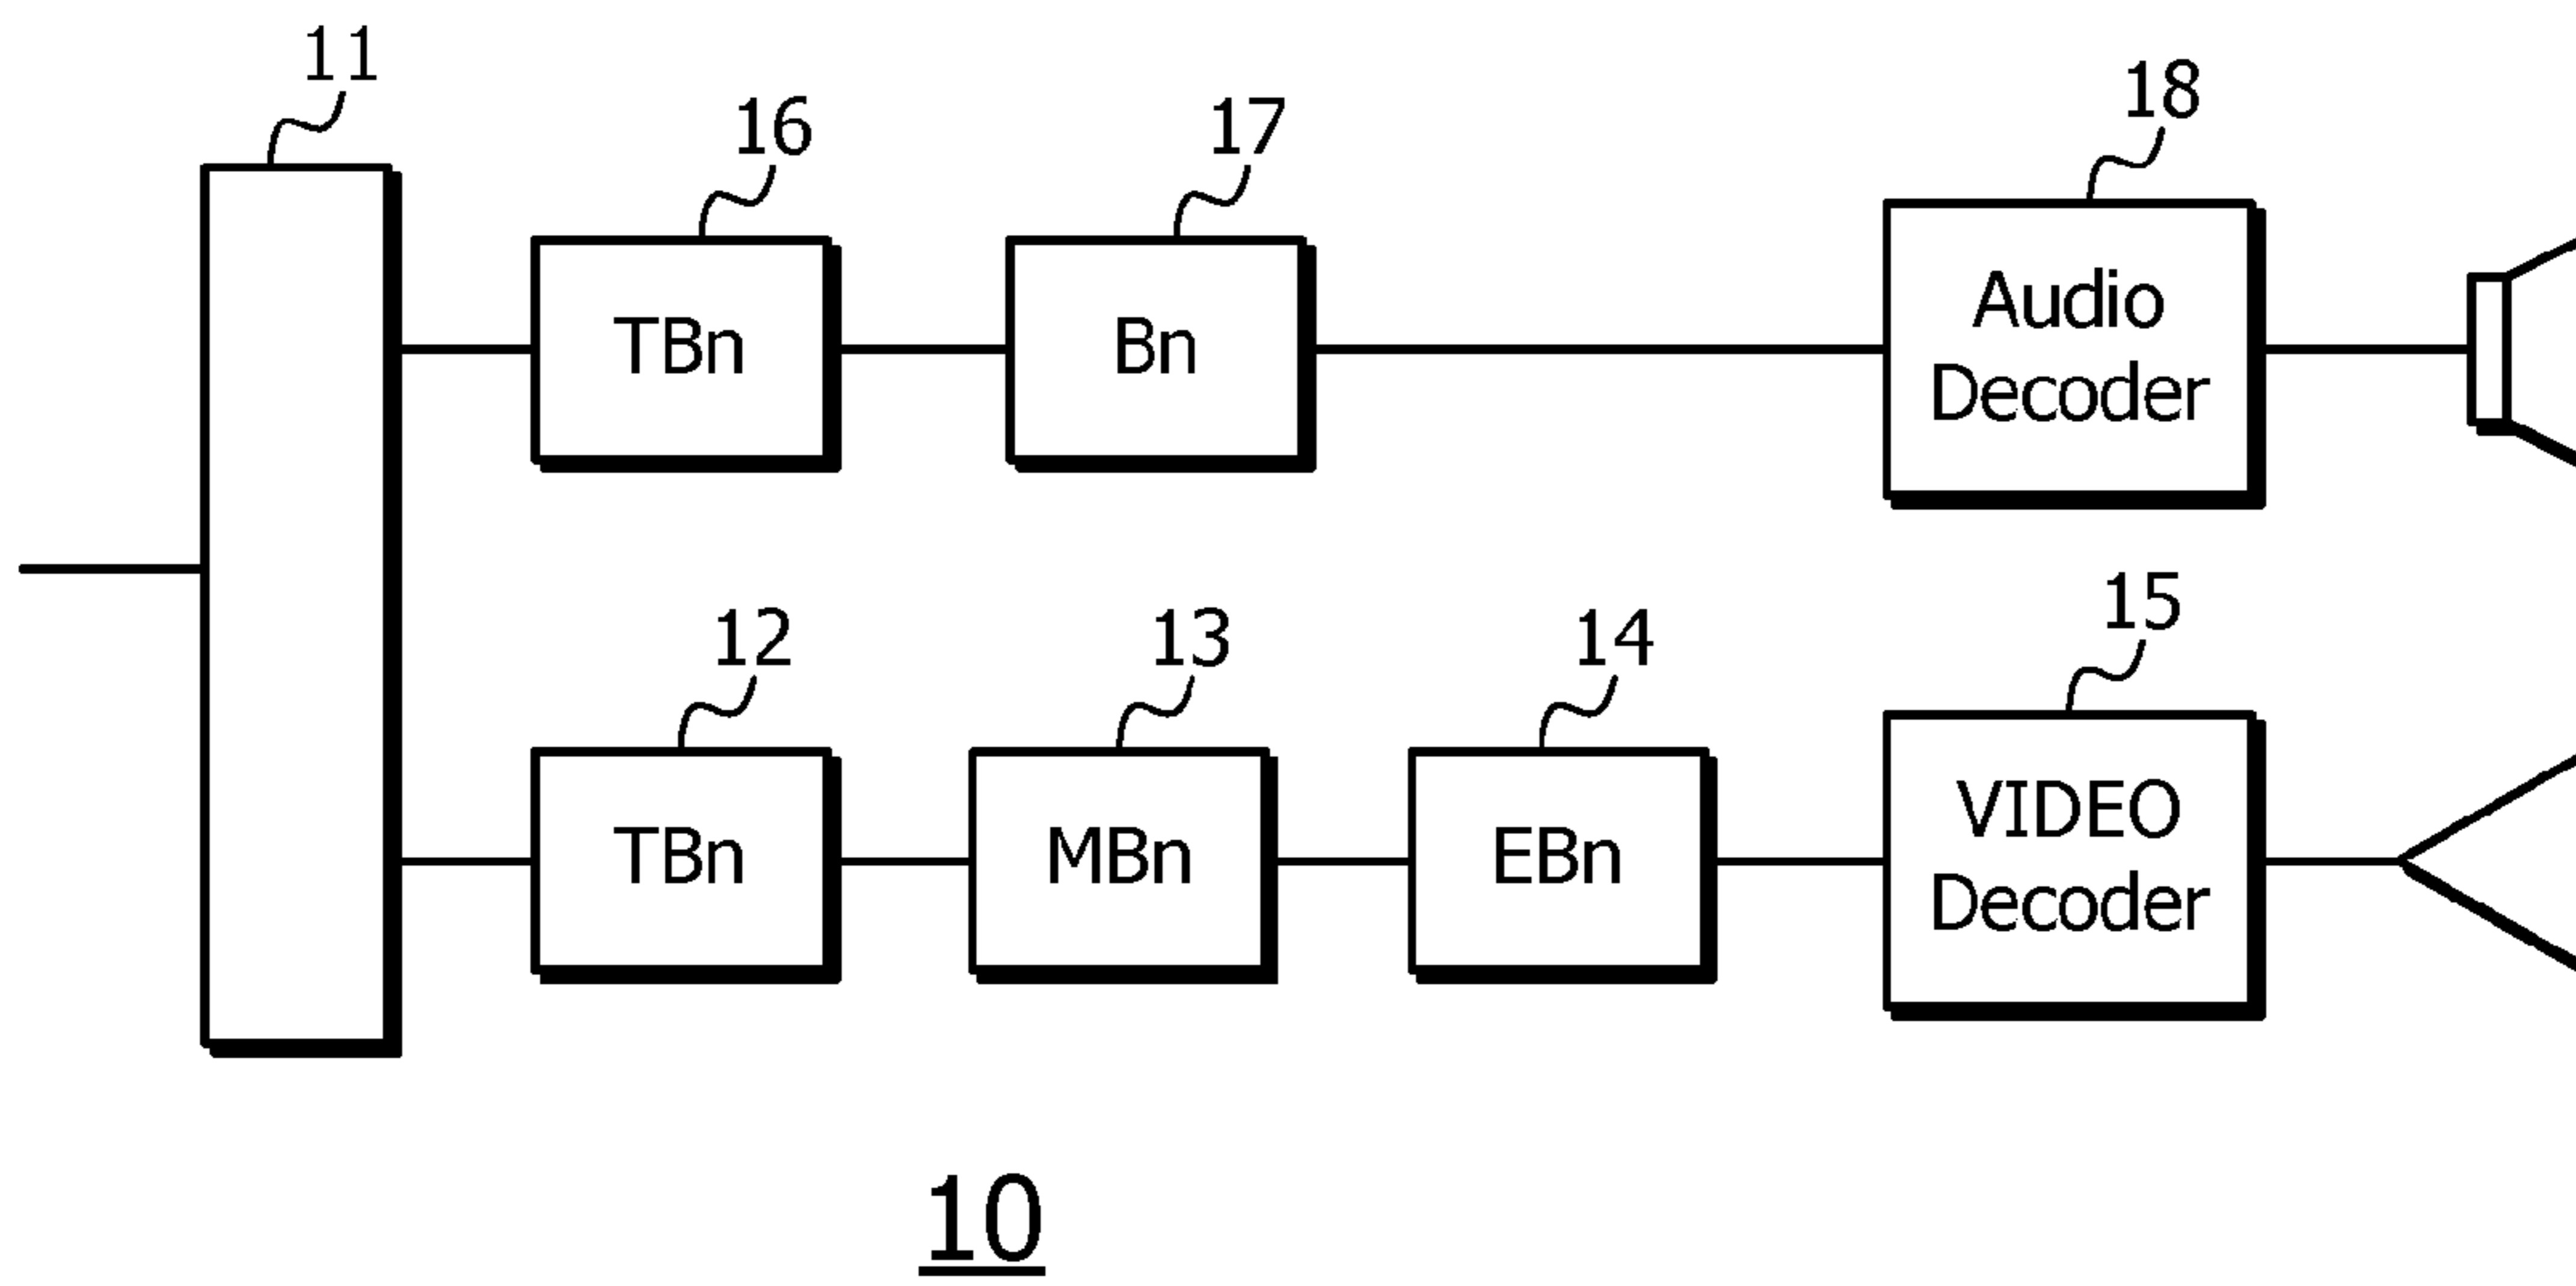 11
16
17
18
TBn
Bn
Audio
Decoder
12
13
14
15
TBn
MBn
EBn
VIDEO
Decoder
10